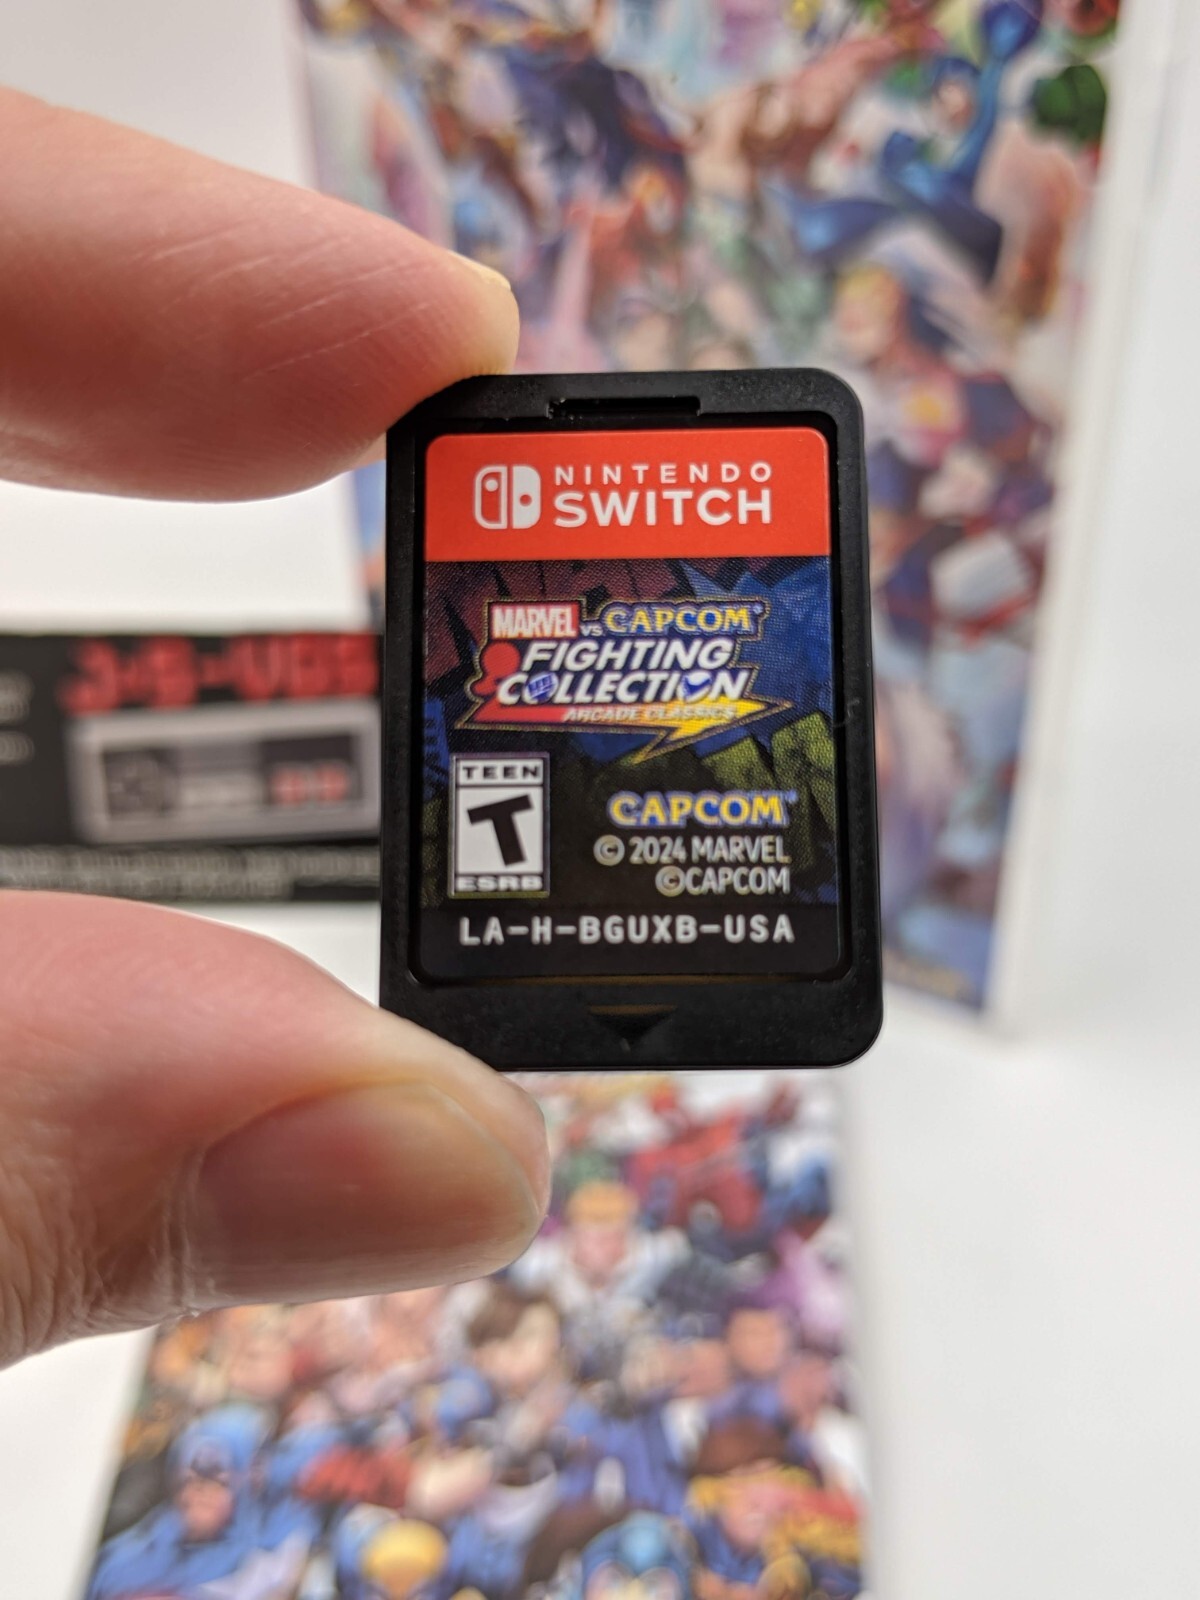 NINTENDO
SWITCH
MARVEL VS. CAPCOM®
FIGHTING
COLLECTION
ARCADE CLASSICS
TEEN
T
ESRB
CAPCOM®
© 2024 MARVEL
©CAPCOM
LA-H-BGUXB-USA